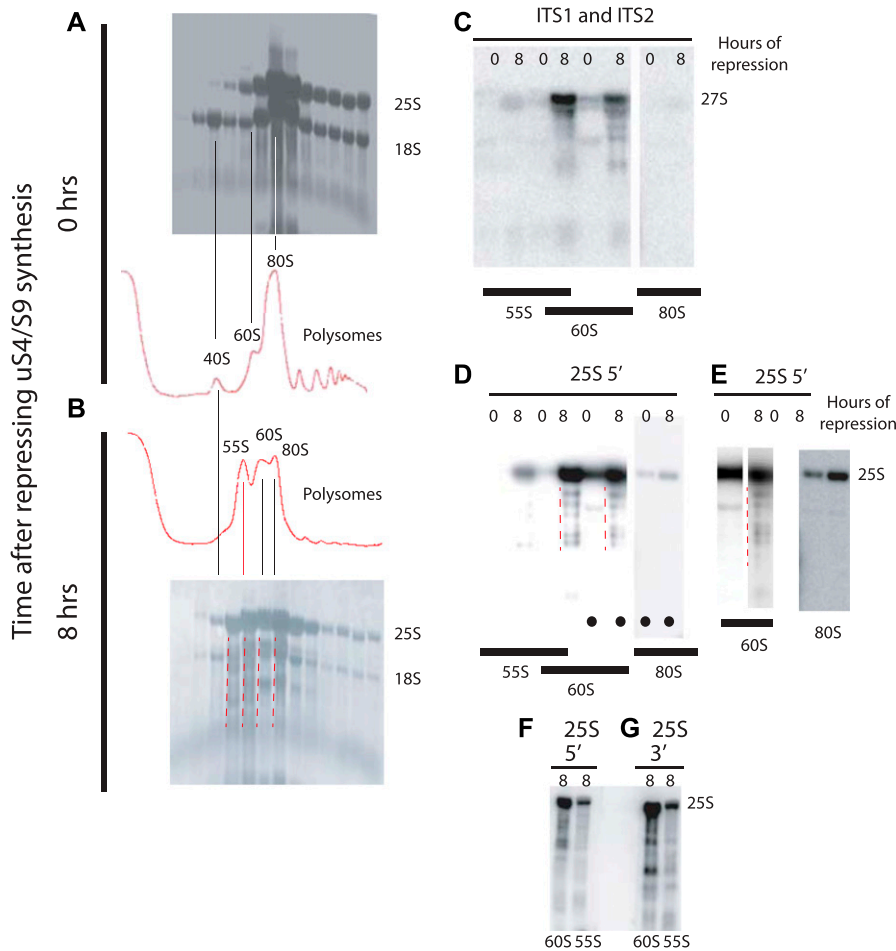 A
25S
18S
80S
60S
40S
Polysomes
0 hrs
Time after repressing uS4/S9 synthesis
B
8 hrs
55S
60S
80S
Polysomes
25S
18S
C
ITS1 and ITS2
0 8 0 8 0 8 0 8
Hours of
repression
27S
55S
60S
80S
D
25S 5′
0 8 0 8 0 8 0 8
55S
60S
80S
E
25S 5′
0 8 0 8
Hours of
repression
25S
60S
80S
F
25S
5′
8 8
60S 55S
G
25S
3′
8 8
25S
60S 55S